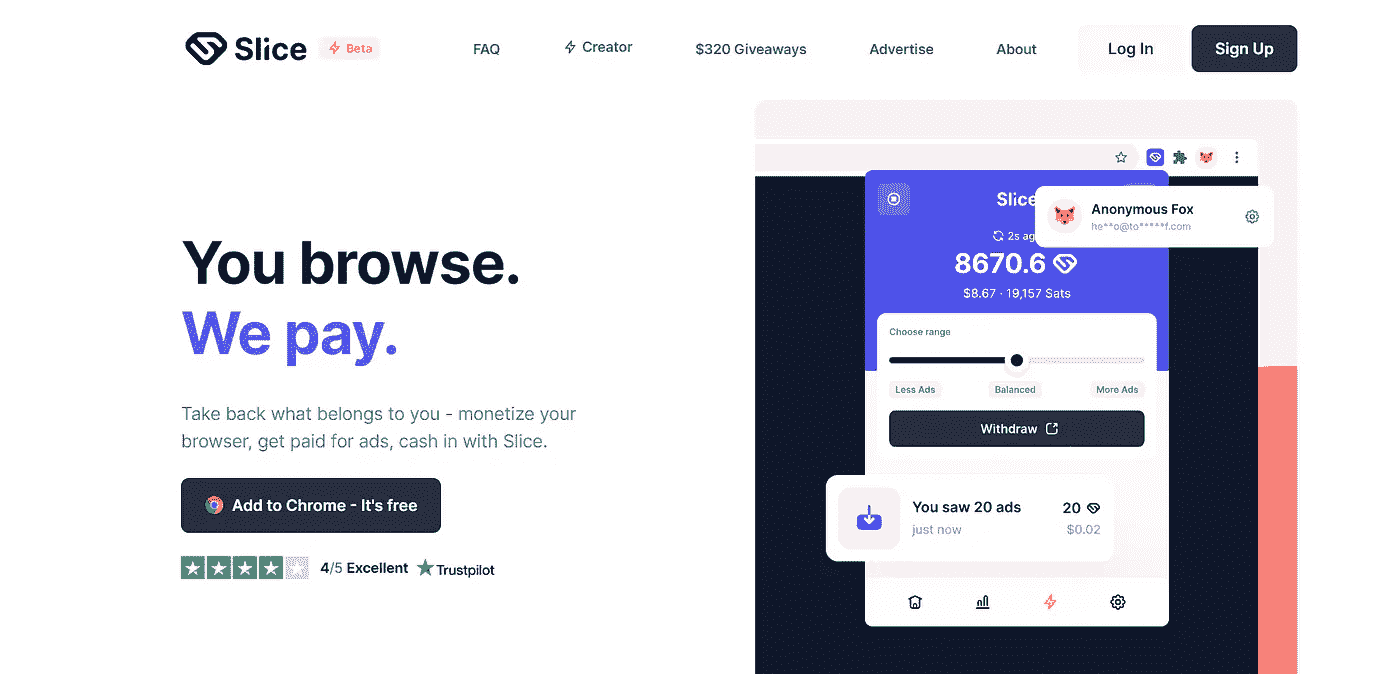 Slice
Beta
FAQ
Creator
$320 Giveaways
Advertise
About
Log In
Sign Up
You browse.
We pay.
Take back what belongs to you - monetize your
browser, get paid for ads, cash in with Slice.
Add to Chrome - It's free
4/5 Excellent
Trustpilot
Slice
Anonymous Fox
he**o@to*****f.com
2s ag
8670.6
$8.67 · 19,157 Sats
Choose range
Less Ads
Balanced
More Ads
Withdraw
You saw 20 ads
20
just now
$0.02